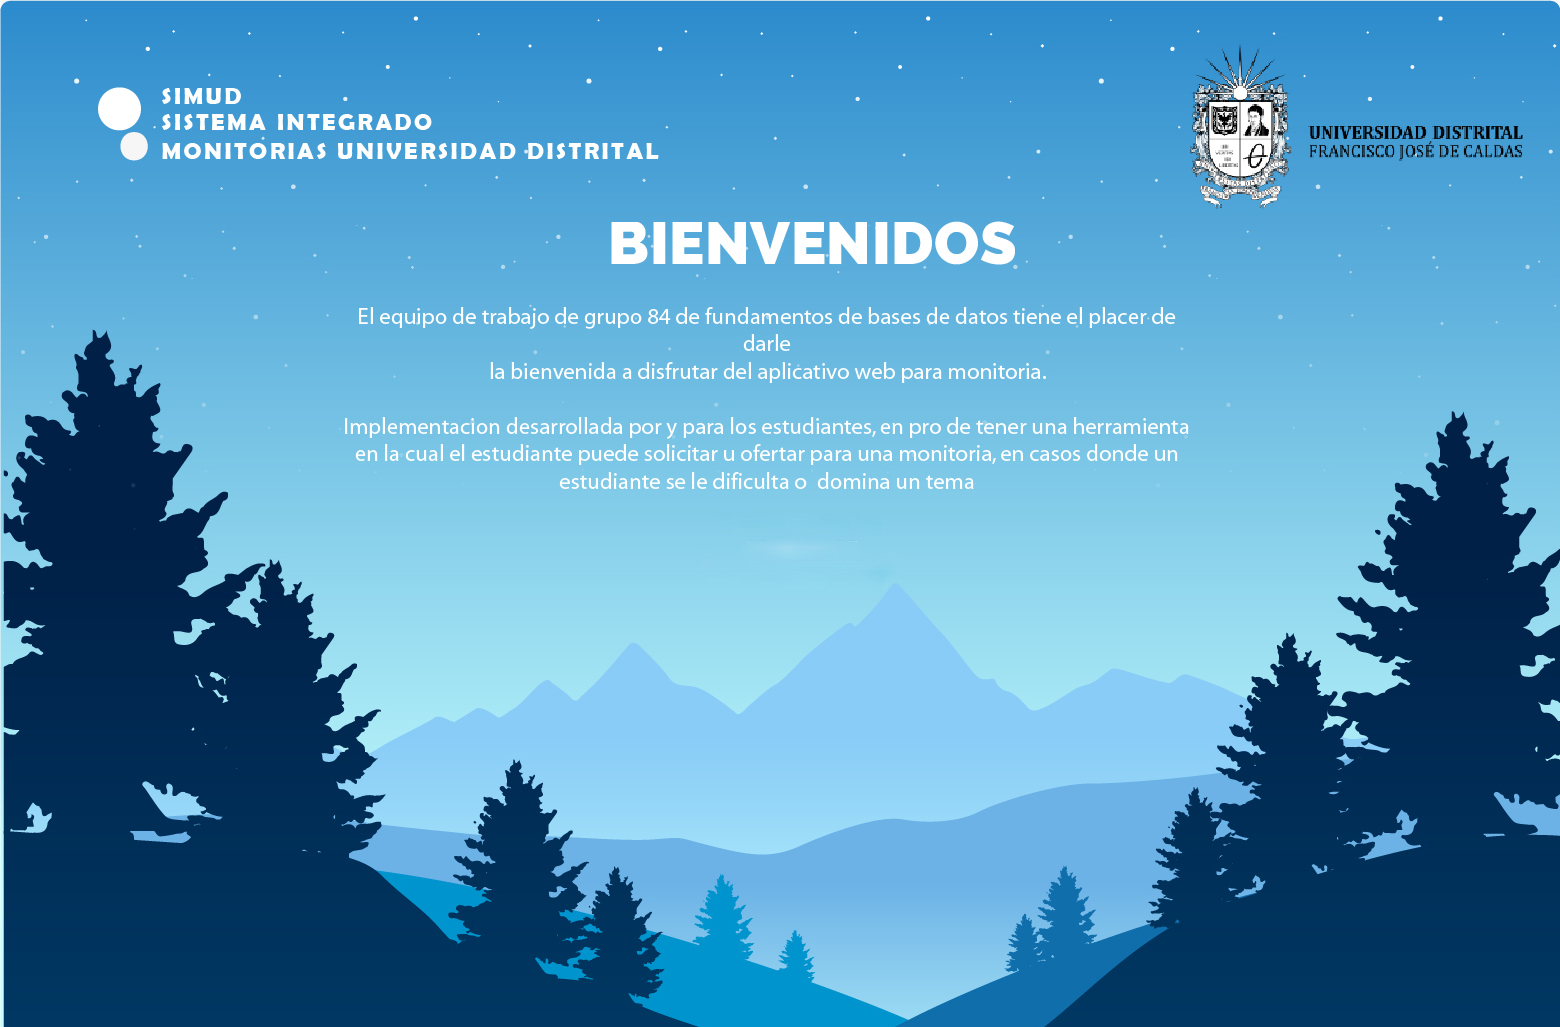 SIMUD
SISTEMA INTEGRADO
MONITORIAS UNIVERSIDAD DISTRITAL
UNIVERSIDAD DISTRITAL
FRANCISCO JOSÉ DE CALDAS
BIENVENIDOS
El equipo de trabajo de grupo 84 de fundamentos de bases de datos tiene el placer de
darle
la bienvenida a disfrutar del aplicativo web para monitoria.
Implementacion desarrollada por y para los estudiantes, en pro de tener una herramienta
en la cual el estudiante puede solicitar u ofertar para una monitoria, en casos donde un
estudiante se le dificulta o  domina un tema